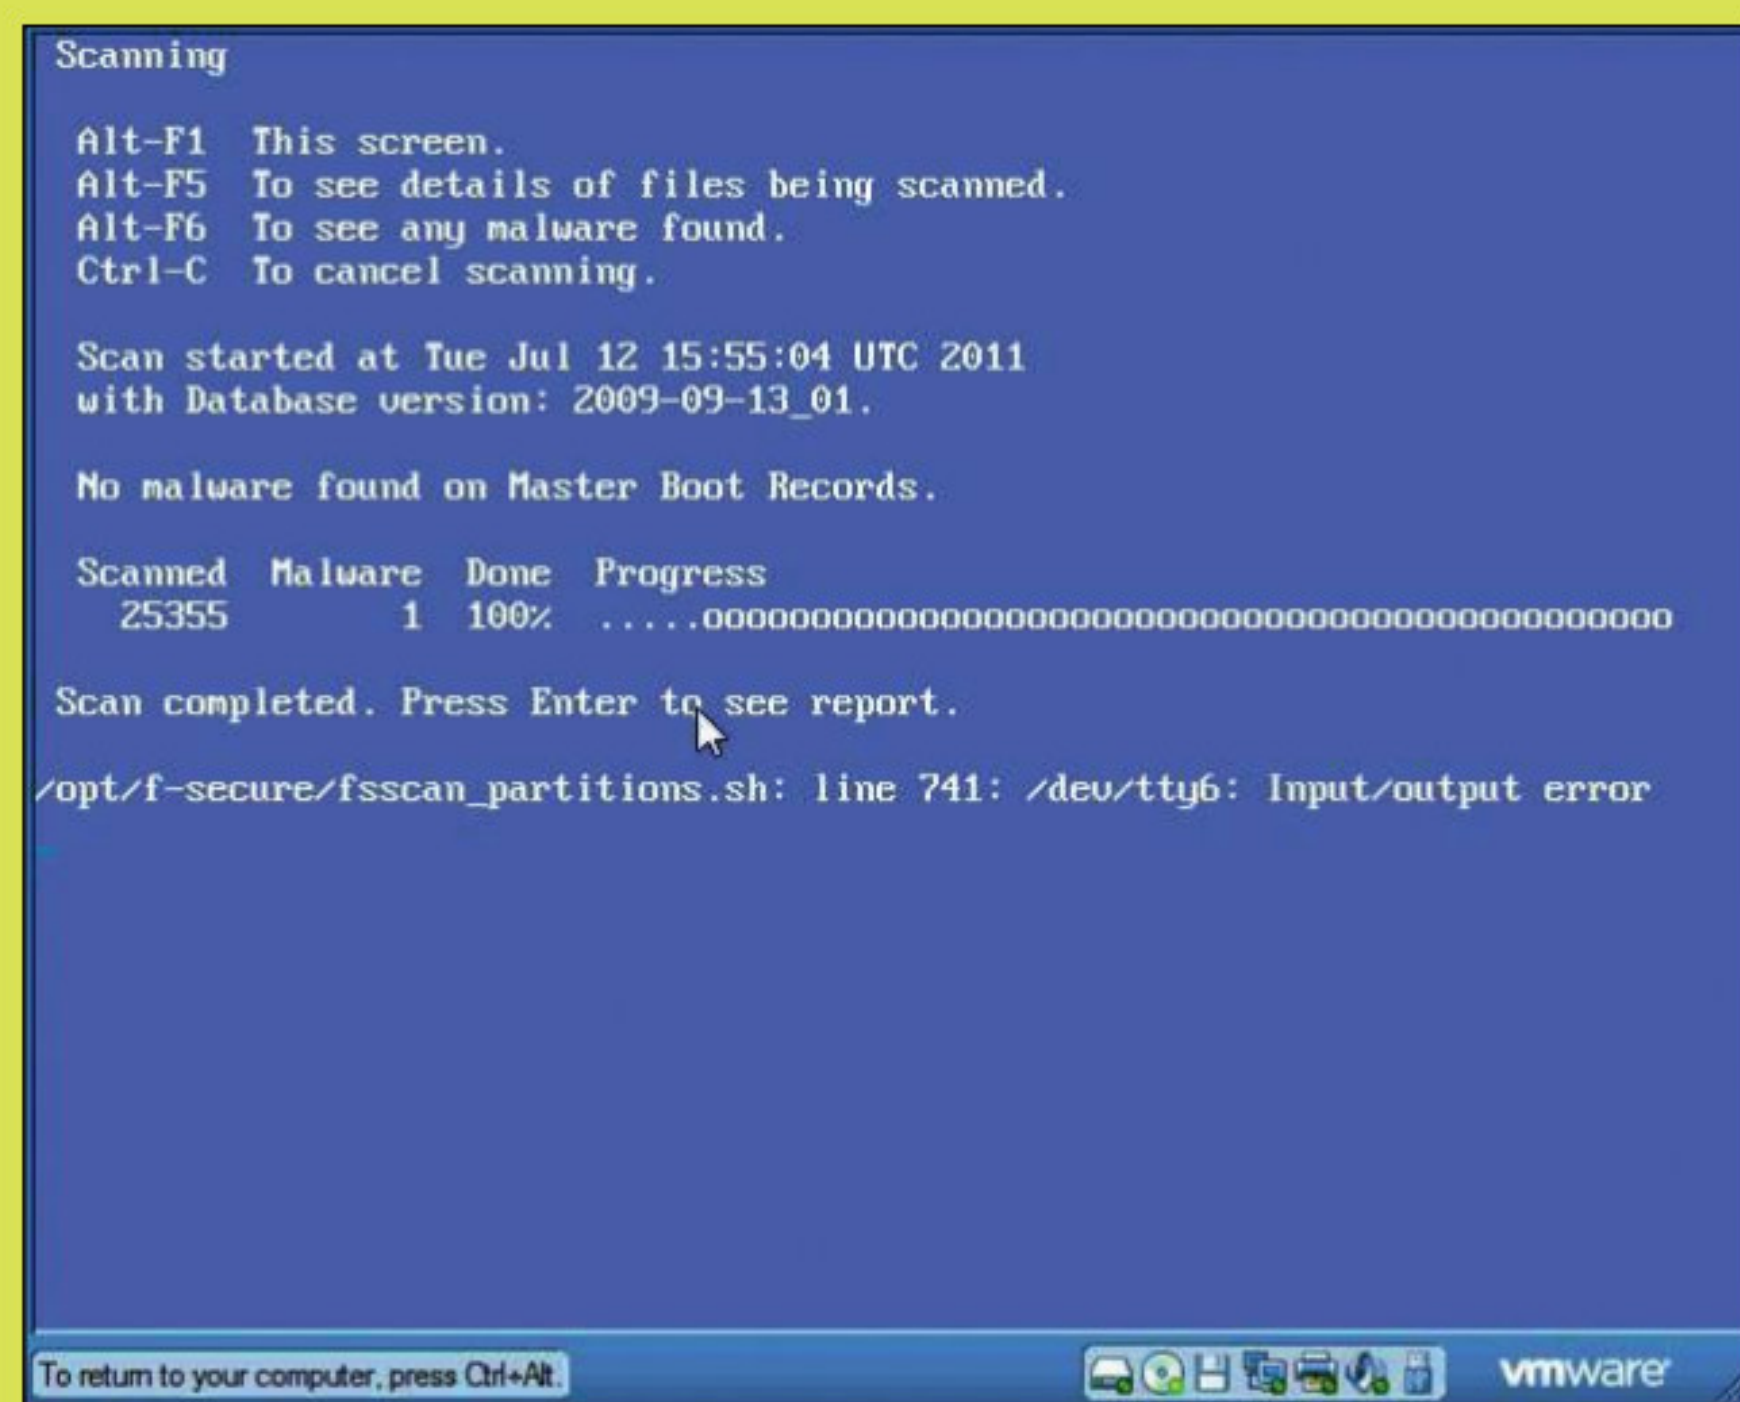 Scanning
Alt-F1 This screen.
Alt-F5 To see details of files being scanned.
Alt-F6 To see any malware found.
Ctrl-C To cancel scanning.
Scan started at Tue Jul 12 15:55:04 UTC 2011
with Database version: 2009-09-13_01.
No malware found on Master Boot Records.
Scanned Malware Done Progress
25355 1 100% .....ooooooooooooooooooooooooooooooooooooooooooooo
Scan completed. Press Enter to see report.
/opt/f-secure/fsscan_partitions.sh: line 741: /dev/tty6: Input/output error
To return to your computer, press Ctrl+Alt.
vmware